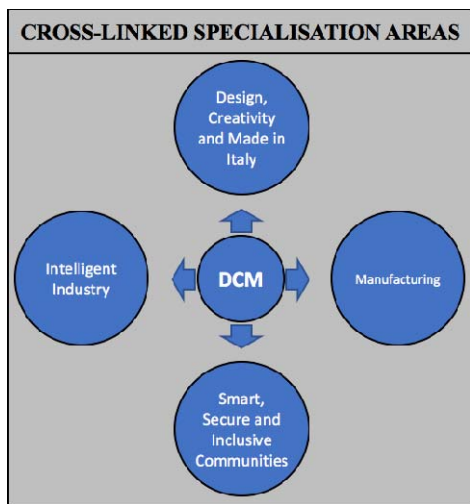 CROSS-LINKED SPECIALISATION AREAS
Design,
Creativity
and Made in
Italy
Intelligent
Industry
DCM
Manufacturing
Smart,
Secure and
Inclusive
Communities